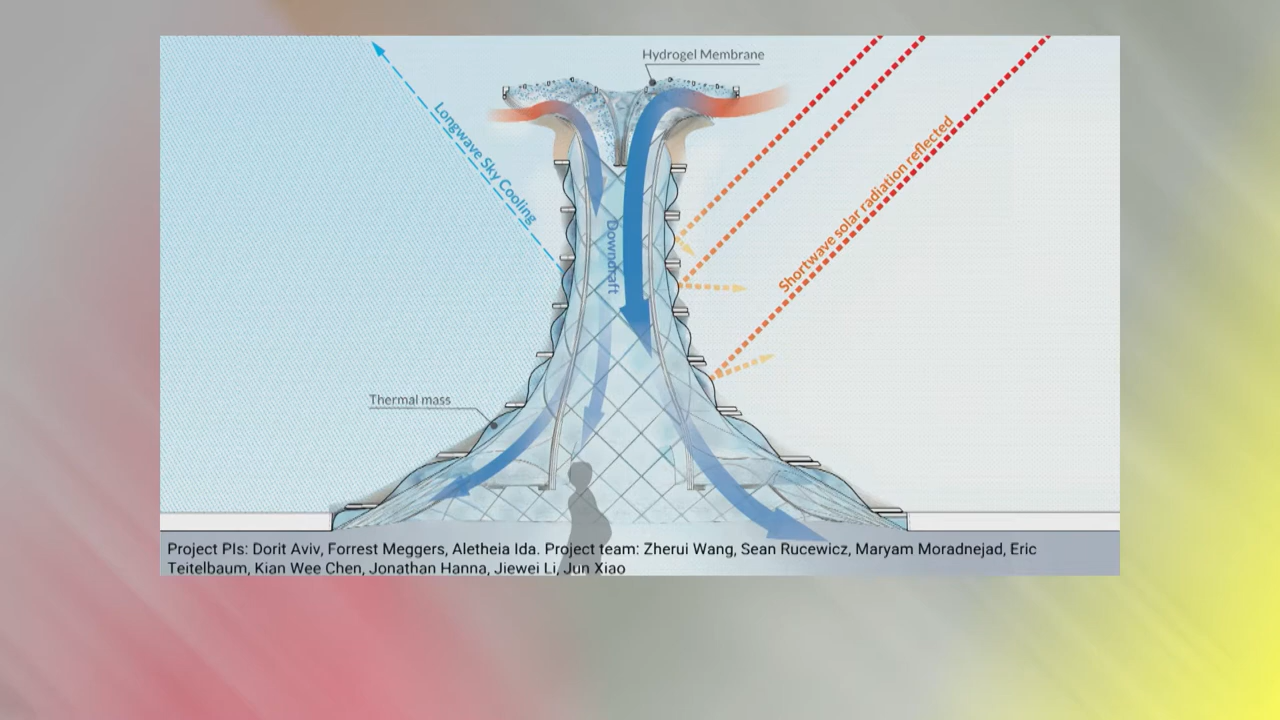 Hydrogel Membrane
Longwave Sky Cooling
Shortwave solar radiation reflected
Downdraft
Thermal mass
Project PIs: Dorit Aviv, Forrest Meggers, Aletheia Ida. Project team: Zherui Wang, Sean Rucewicz, Maryam Moradnejad, Eric
Teitelbaum, Kian Wee Chen, Jonathan Hanna, Jiewei Li, Jun Xiao